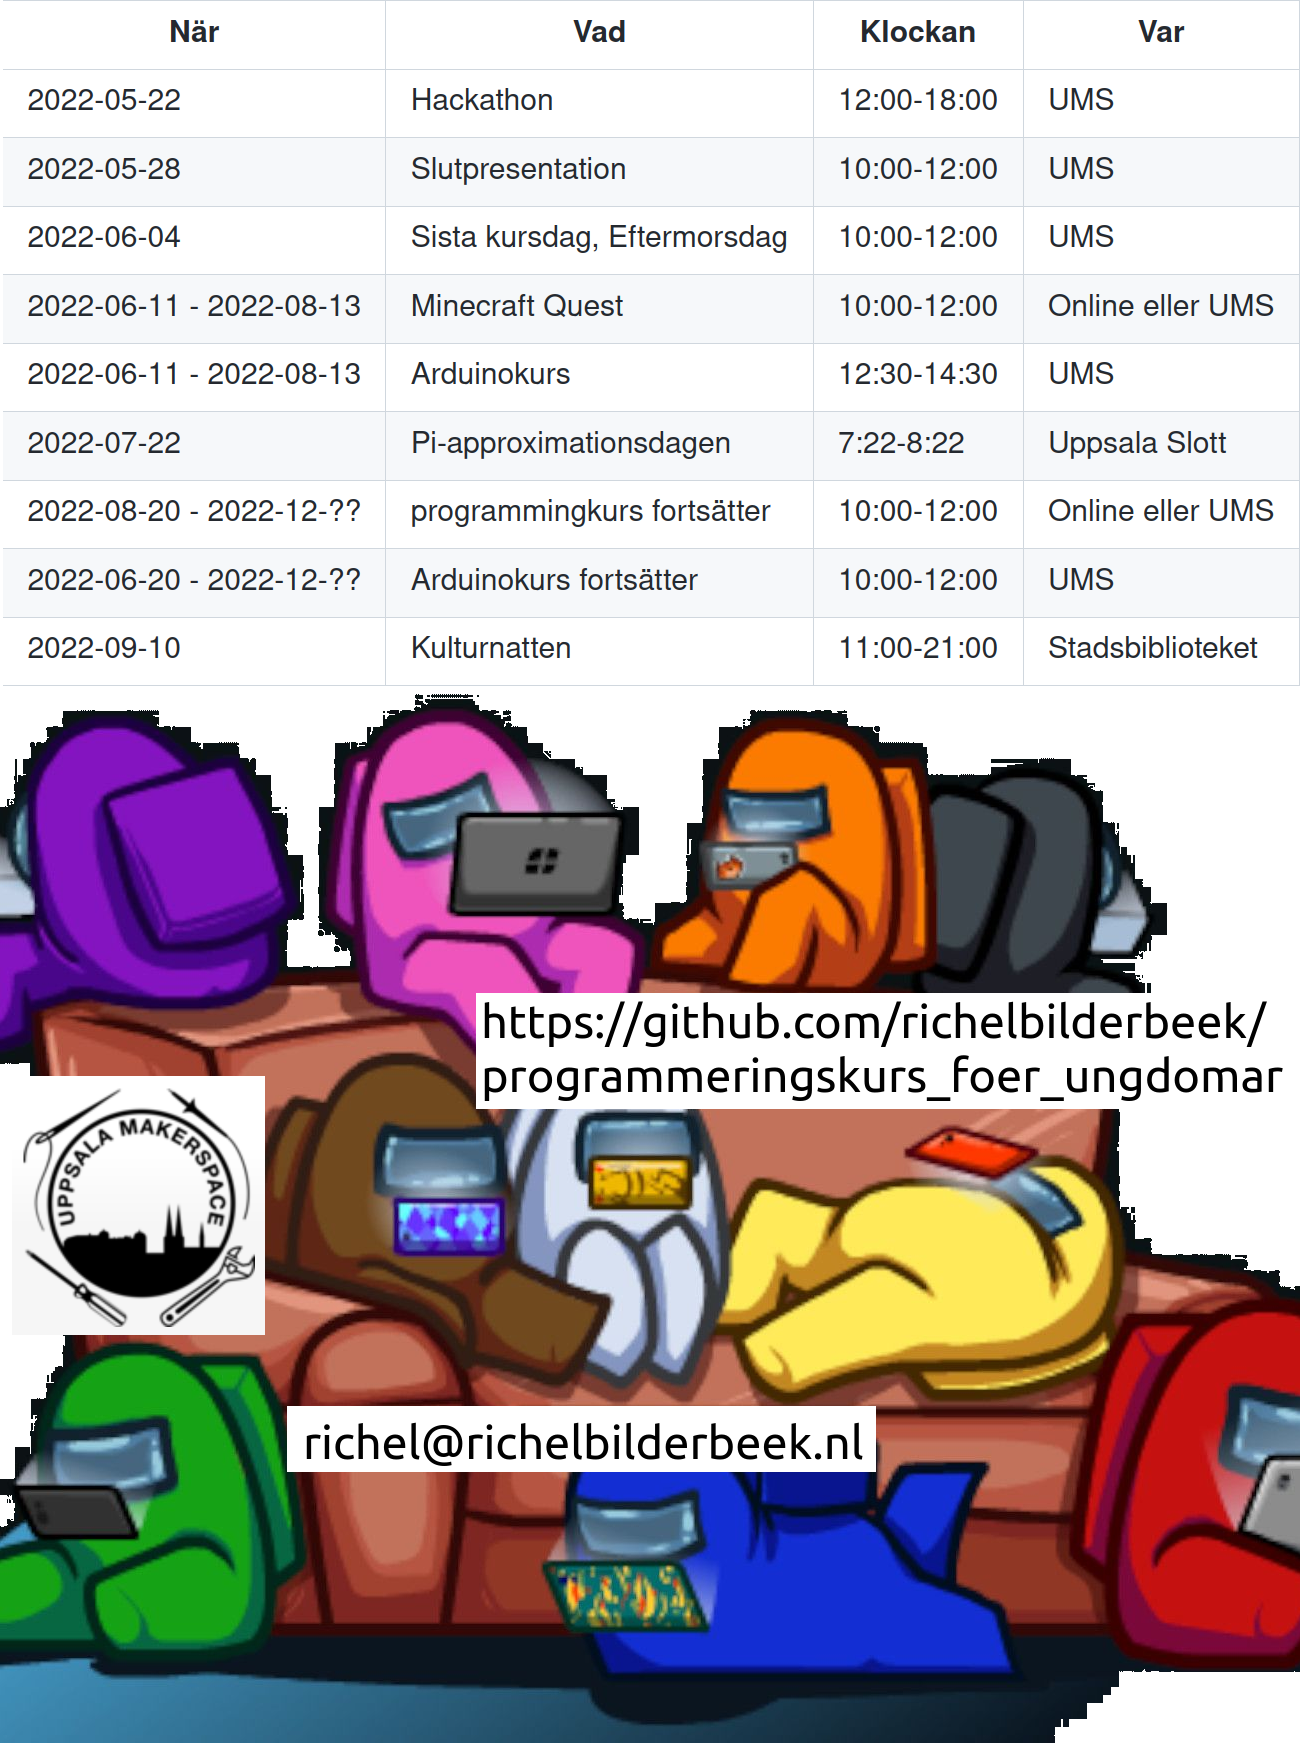 När Vad Klockan Var
2022-05-22 Hackathon 12:00-18:00 UMS
2022-05-28 Slutpresentation 10:00-12:00 UMS
2022-06-04 Sista kursdag, Eftermorsdag 10:00-12:00 UMS
2022-06-11 - 2022-08-13 Minecraft Quest 10:00-12:00 Online eller UMS
2022-06-11 - 2022-08-13 Arduinokurs 12:30-14:30 UMS
2022-07-22 Pi-approximationsdagen 7:22-8:22 Uppsala Slott
2022-08-20 - 2022-12-?? programmingkurs fortsätter 10:00-12:00 Online eller UMS
2022-06-20 - 2022-12-?? Arduinokurs fortsätter 10:00-12:00 UMS
2022-09-10 Kulturnatten 11:00-21:00 Stadsbiblioteket
https://github.com/richelbilderbeek/
programmeringskurs_foer_ungdomar
UPPSALA MAKERSPACE
richel@richelbilderbeek.nl